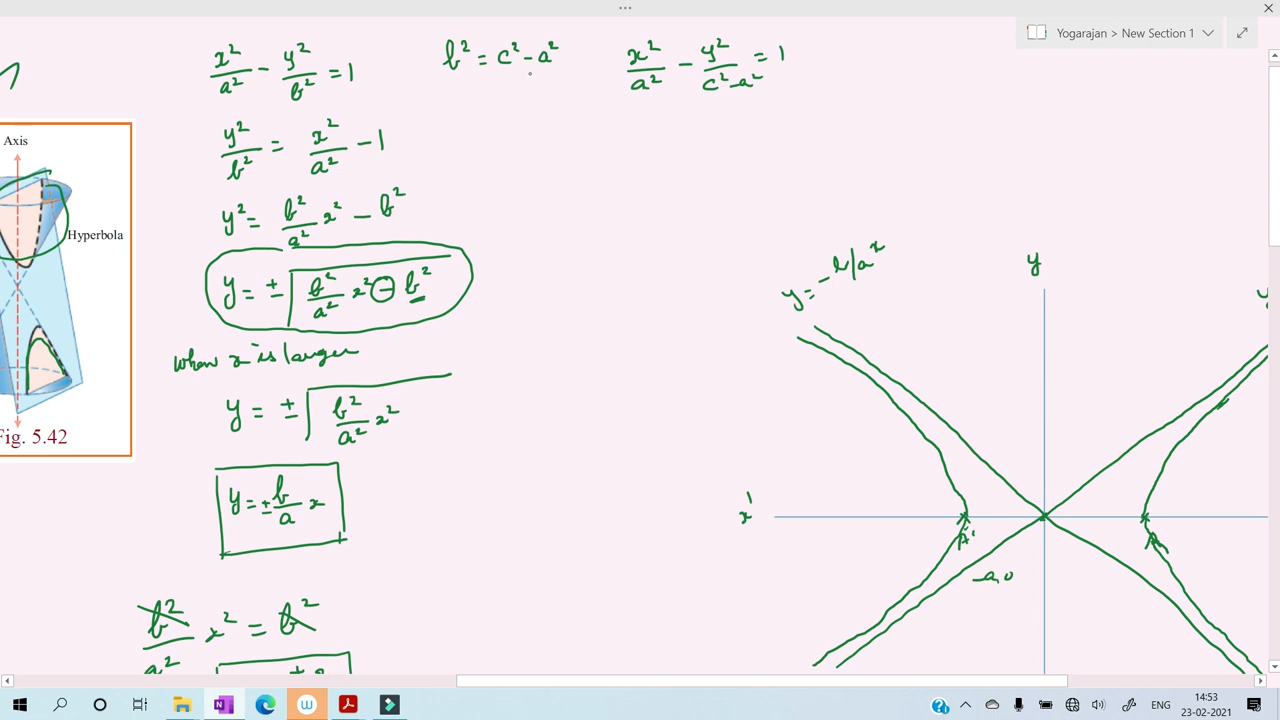 Yogarajan > New Section 1
x²/a² - y²/b² = 1
b² = c² - a²
x²/a² - y²/c²-a² = 1
y²/b² = x²/a² - 1
y² = b²/a² x² - b²
y = ± √ b²/a² x² - b²
when x is larger
y = ± √ b²/a² x²
y = ± b/a x
b²/a² x² = b²
Axis
Hyperbola
Fig. 5.42
y = -b/a x
y
x'
A'
A
-a,0
ENG
14:53
23-02-2021